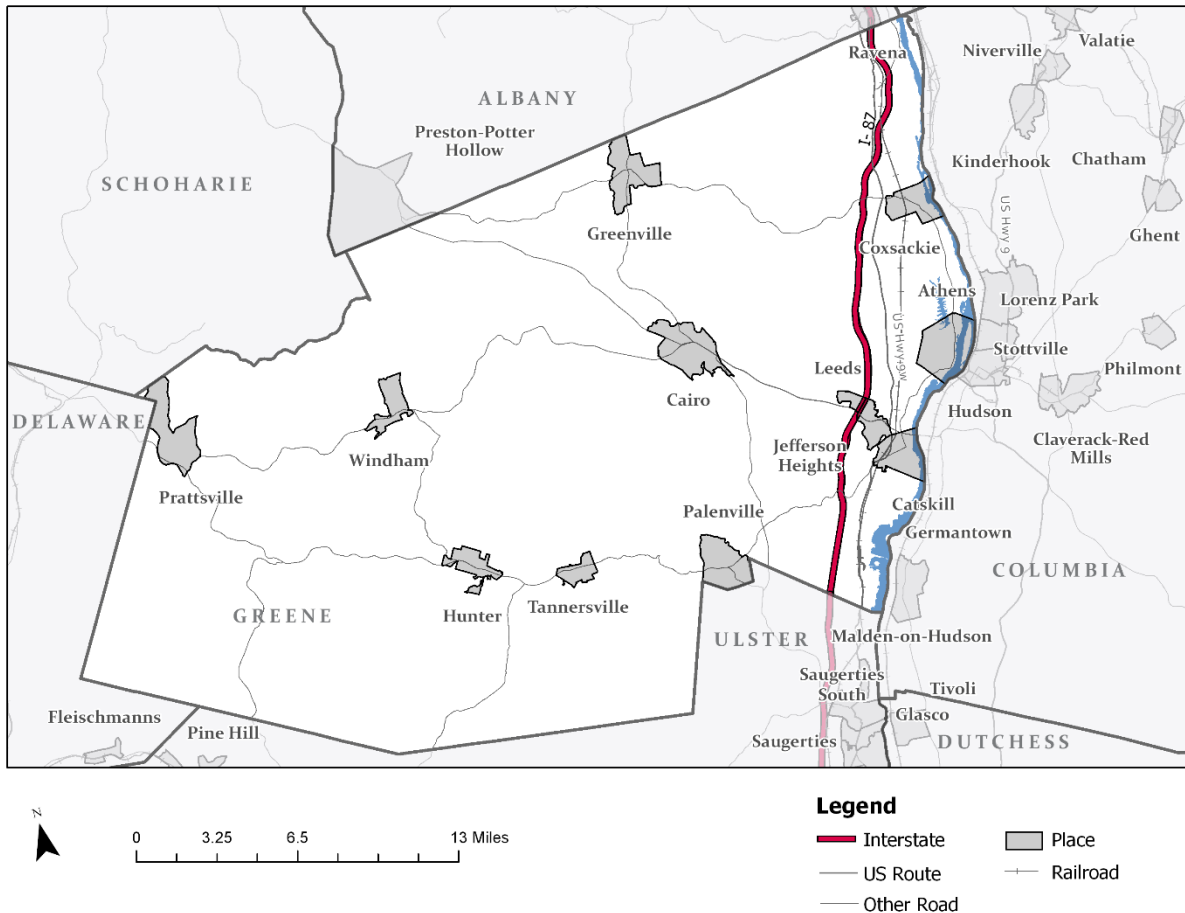 Ravena
Niverville
Valatie
ALBANY
Preston-Potter
Hollow
I- 87
Kinderhook
Chatham
SCHOHARIE
US Hwy 9
Greenville
Coxsackie
Ghent
Athens
Lorenz Park
US Hwy 9W
Stottville
Leeds
Philmont
Cairo
Hudson
DELAWARE
Claverack-Red
Mills
Windham
Jefferson
Heights
Prattsville
Catskill
Palenville
Germantown
COLUMBIA
GREENE
Hunter
Tannersville
ULSTER
Malden-on-Hudson
Saugerties
South
Tivoli
Fleischmanns
Glasco
Pine Hill
Saugerties
DUTCHESS
N
0 3.25 6.5 13 Miles
Legend
Interstate
Place
US Route
Railroad
Other Road